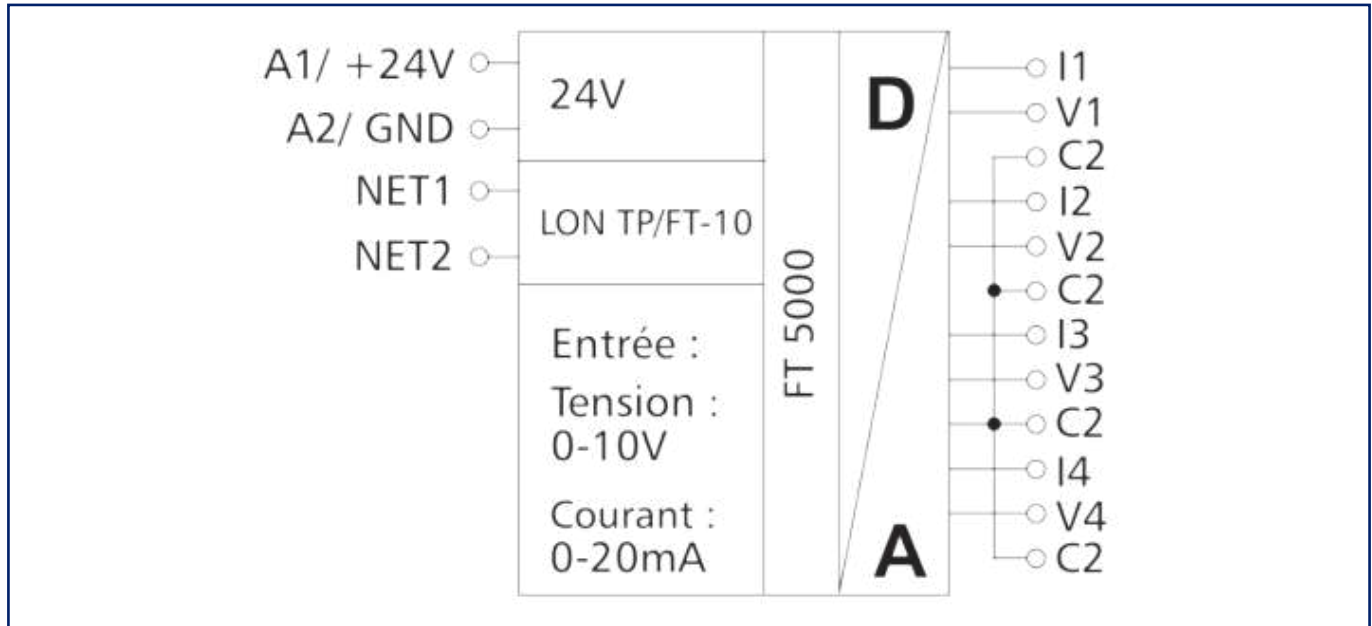 A1/ +24V
A2/ GND
NET1
NET2
24V
LON TP/FT-10
Entrée :
Tension :
0-10V
Courant :
0-20mA
FT 5000
D
A
I1
V1
C2
I2
V2
C2
I3
V3
C2
I4
V4
C2